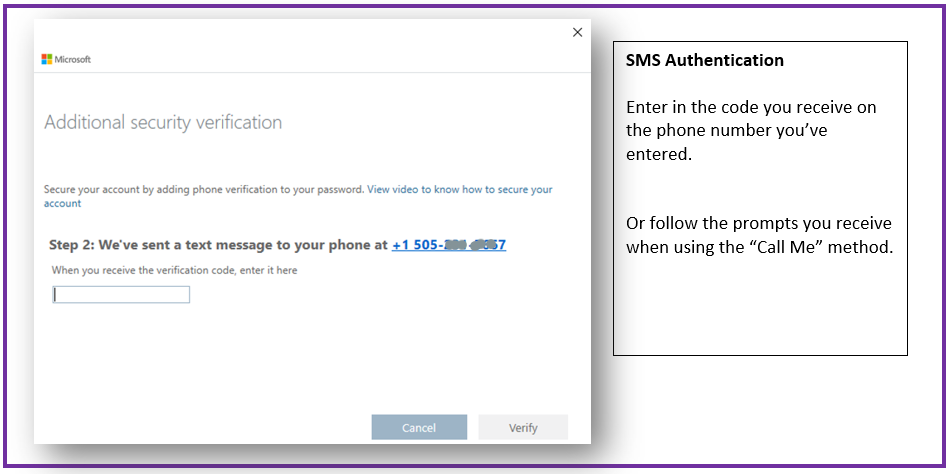 Microsoft
Additional security verification
Secure your account by adding phone verification to your password. View video to know how to secure your
account
Step 2: We've sent a text message to your phone at +1 505-
When you receive the verification code, enter it here
Cancel
Verify
SMS Authentication
Enter in the code you receive on
the phone number you’ve
entered.
Or follow the prompts you receive
when using the “Call Me” method.